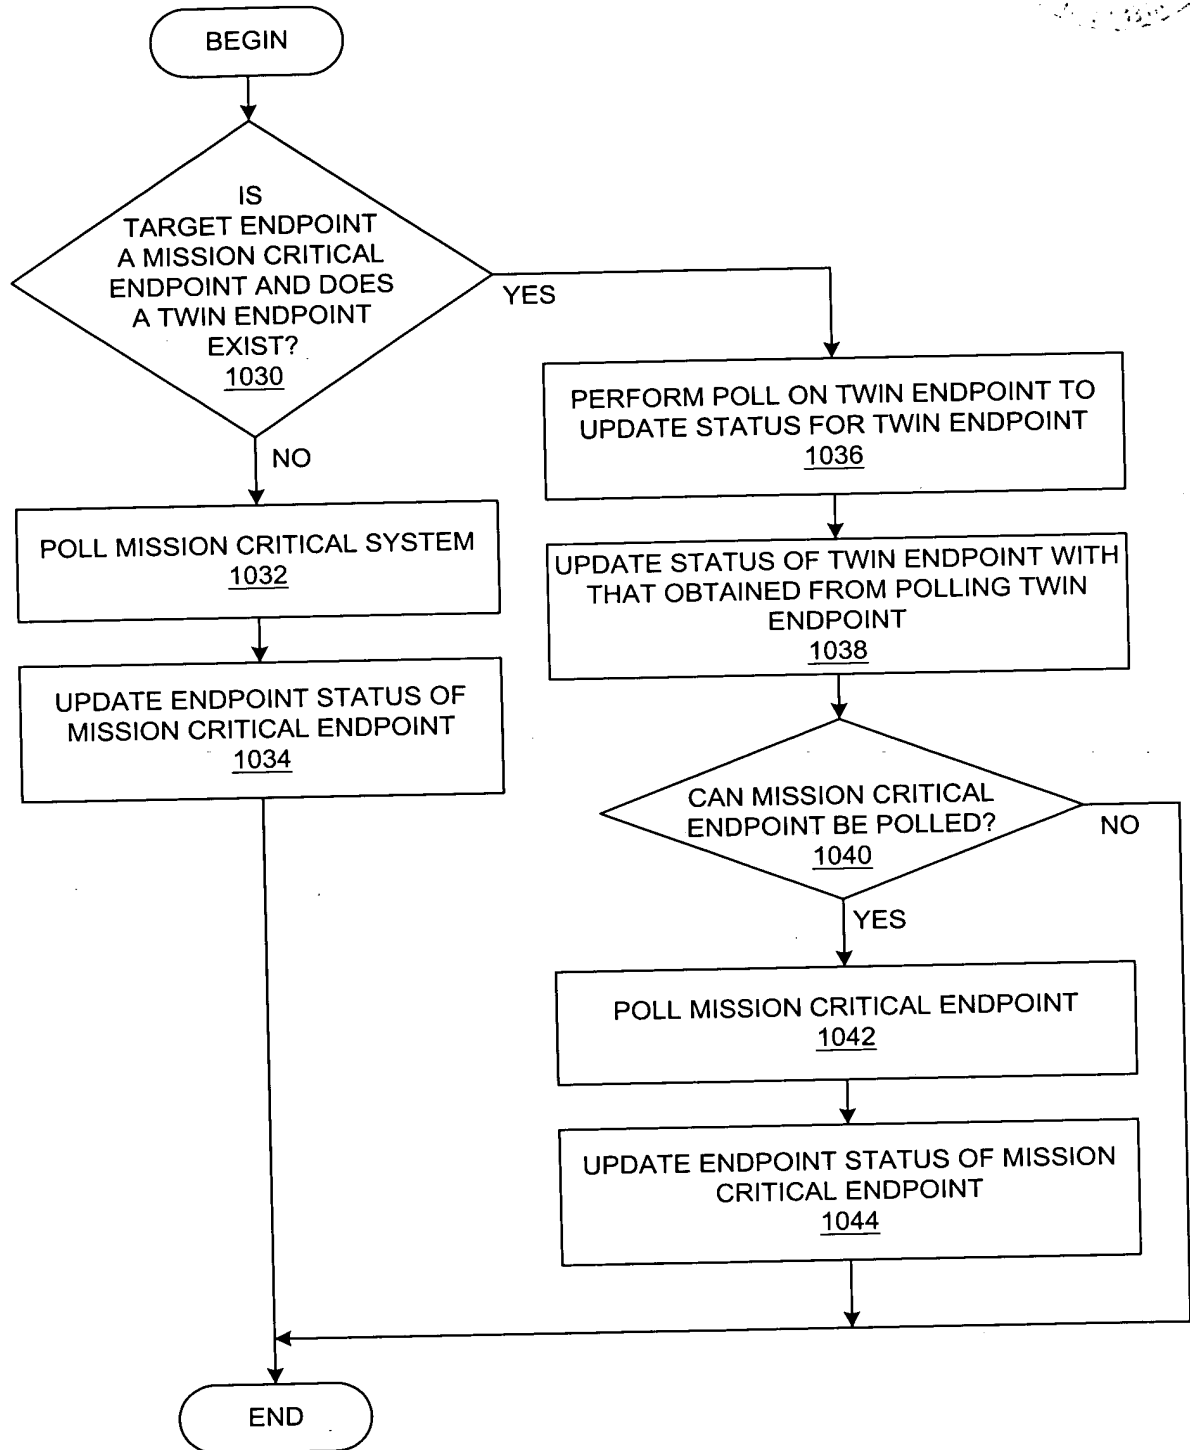 BEGIN
IS
TARGET ENDPOINT
A MISSION CRITICAL
ENDPOINT AND DOES
A TWIN ENDPOINT
EXIST?
1030
YES
NO
POLL MISSION CRITICAL SYSTEM
1032
UPDATE ENDPOINT STATUS OF
MISSION CRITICAL ENDPOINT
1034
PERFORM POLL ON TWIN ENDPOINT TO
UPDATE STATUS FOR TWIN ENDPOINT
1036
UPDATE STATUS OF TWIN ENDPOINT WITH
THAT OBTAINED FROM POLLING TWIN
ENDPOINT
1038
CAN MISSION CRITICAL
ENDPOINT BE POLLED?
1040
NO
YES
POLL MISSION CRITICAL ENDPOINT
1042
UPDATE ENDPOINT STATUS OF MISSION
CRITICAL ENDPOINT
1044
END